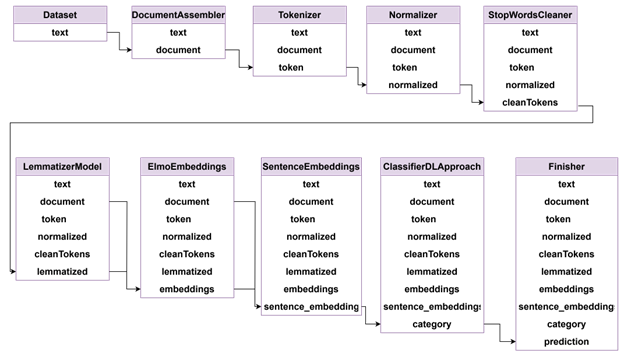 Dataset
text
DocumentAssembler
text
document
Tokenizer
text
document
token
Normalizer
text
document
token
normalized
StopWordsCleaner
text
document
token
normalized
cleanTokens
LemmatizerModel
text
document
token
normalized
cleanTokens
lemmatized
ElmoEmbeddings
text
document
token
normalized
cleanTokens
lemmatized
embeddings
SentenceEmbeddings
text
document
token
normalized
cleanTokens
lemmatized
embeddings
sentence_embedding
ClassifierDLApproach
text
document
token
normalized
cleanTokens
lemmatized
embeddings
sentence_embedding
category
Finisher
text
document
token
normalized
cleanTokens
lemmatized
embeddings
sentence_embedding
category
prediction